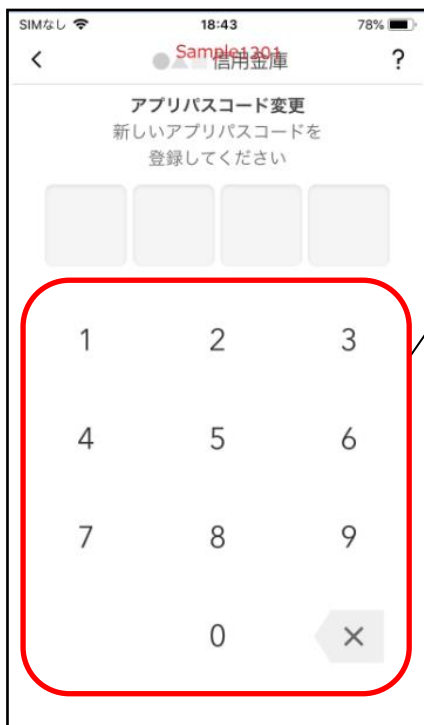 SIMなし 18:43 78%
Sample1201
●▲■信用金庫 ?
アプリパスコード変更
新しいアプリパスコードを
登録してください
1 2 3
4 5 6
7 8 9
0 ×